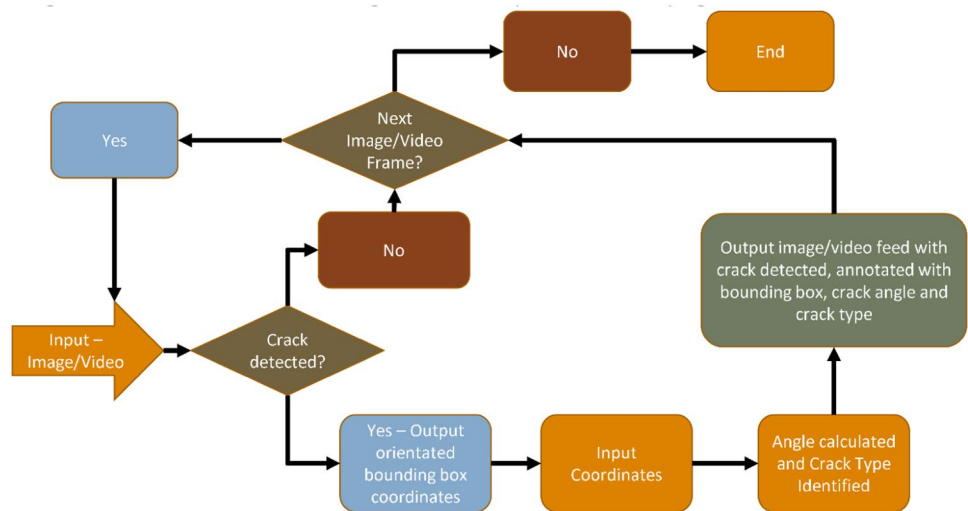 No
End
Next
Image/Video
Frame?
Yes
No
Output image/video feed with
crack detected, annotated with
bounding box, crack angle and
crack type
Input –
Image/Video
Crack
detected?
Yes – Output
orientated
bounding box
coordinates
Input
Coordinates
Angle calculated
and Crack Type
Identified